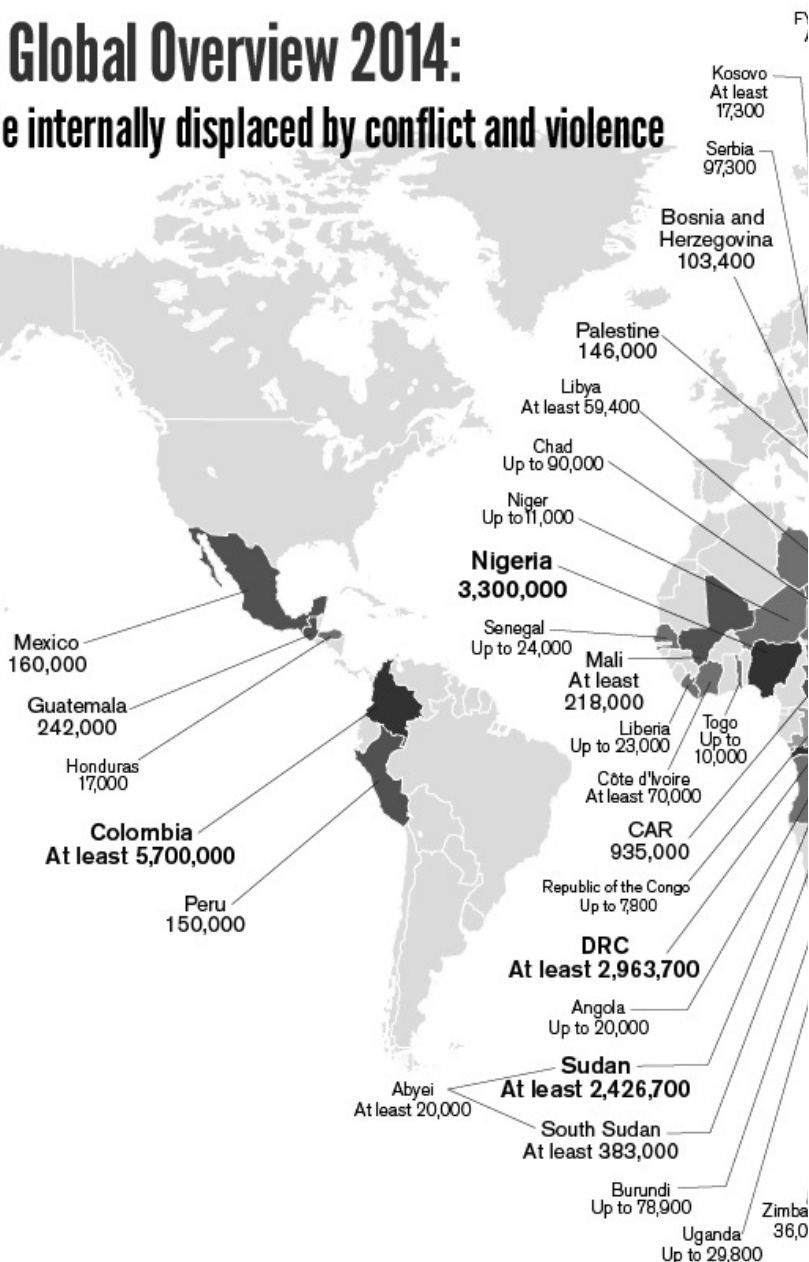 Global Overview 2014:
e internally displaced by conflict and violence
FY
A
Kosovo
At least
17,300
Serbia
97,300
Bosnia and
Herzegovina
103,400
Palestine
146,000
Libya
At least 59,400
Chad
Up to 90,000
Niger
Up to 11,000
Nigeria
3,300,000
Senegal
Up to 24,000
Mali
At least
218,000
Liberia
Up to 23,000
Togo
Up to
10,000
Côte d'Ivoire
At least 70,000
CAR
935,000
Republic of the Congo
Up to 7,800
DRC
At least 2,963,700
Angola
Up to 20,000
Sudan
At least 2,426,700
Abyei
At least 20,000
South Sudan
At least 383,000
Burundi
Up to 78,900
Uganda
Up to 29,800
Zimba
36,0
Mexico
160,000
Guatemala
242,000
Honduras
17,000
Colombia
At least 5,700,000
Peru
150,000